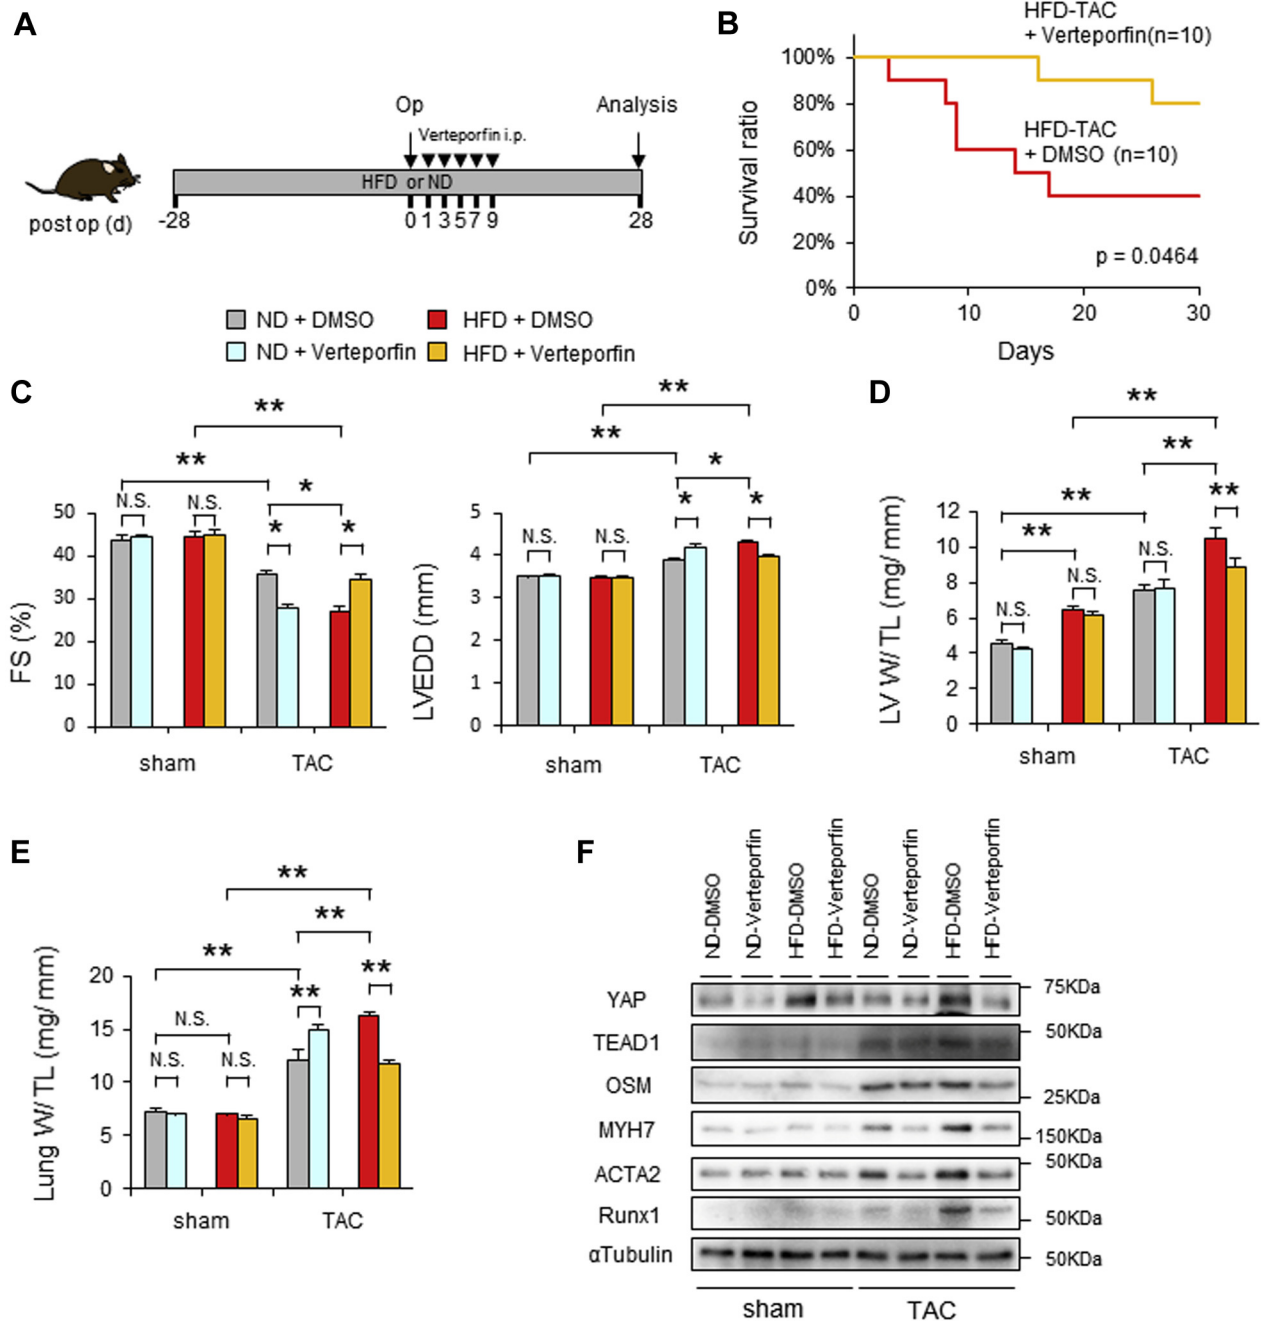 A
Op
Analysis
Verteporfin i.p.
HFD or ND
post op (d)
-28
0 1 3 5 7 9
28
B
HFD-TAC
+ Verteporfin(n=10)
100%
80%
60%
40%
20%
0%
Survival ratio
HFD-TAC
+ DMSO (n=10)
p = 0.0464
0 10 20 30
Days
ND + DMSO
HFD + DMSO
ND + Verteporfin
HFD + Verteporfin
C
**
**
*
N.S.
N.S.
*
*
50
40
30
20
10
0
FS (%)
sham TAC
**
**
*
N.S.
N.S.
*
*
5
4
3
2
1
0
LVEDD (mm)
sham TAC
D
**
**
**
**
**
N.S.
N.S.
N.S.
12
10
8
6
4
2
0
LV W/ TL (mg/ mm)
sham TAC
E
**
**
**
**
**
N.S.
N.S.
N.S.
20
15
10
5
0
Lung W/ TL (mg/ mm)
sham TAC
F
ND-DMSO
ND-Verteporfin
HFD-DMSO
HFD-Verteporfin
ND-DMSO
ND-Verteporfin
HFD-DMSO
HFD-Verteporfin
YAP
75KDa
TEAD1
50KDa
OSM
25KDa
MYH7
150KDa
ACTA2
50KDa
Runx1
50KDa
αTubulin
50KDa
sham TAC